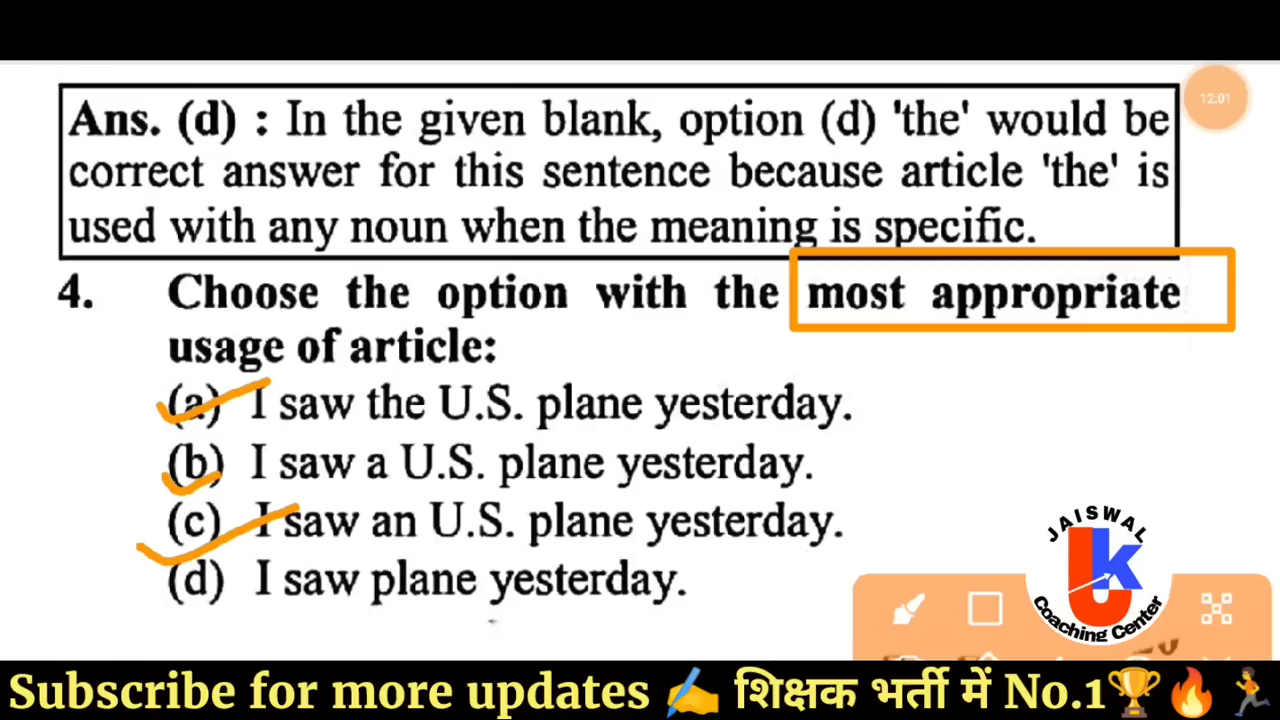 12.01
Ans. (d) : In the given blank, option (d) 'the' would be
correct answer for this sentence because article 'the' is
used with any noun when the meaning is specific.
4. Choose the option with the most appropriate
usage of article:
(a) I saw the U.S. plane yesterday.
(b) I saw a U.S. plane yesterday.
(c) I saw an U.S. plane yesterday.
(d) I saw plane yesterday.
JAISWAL
UK
Coaching Center
Subscribe for more updates ✍️ शिक्षक भर्ती में No.1🏆🔥🏃